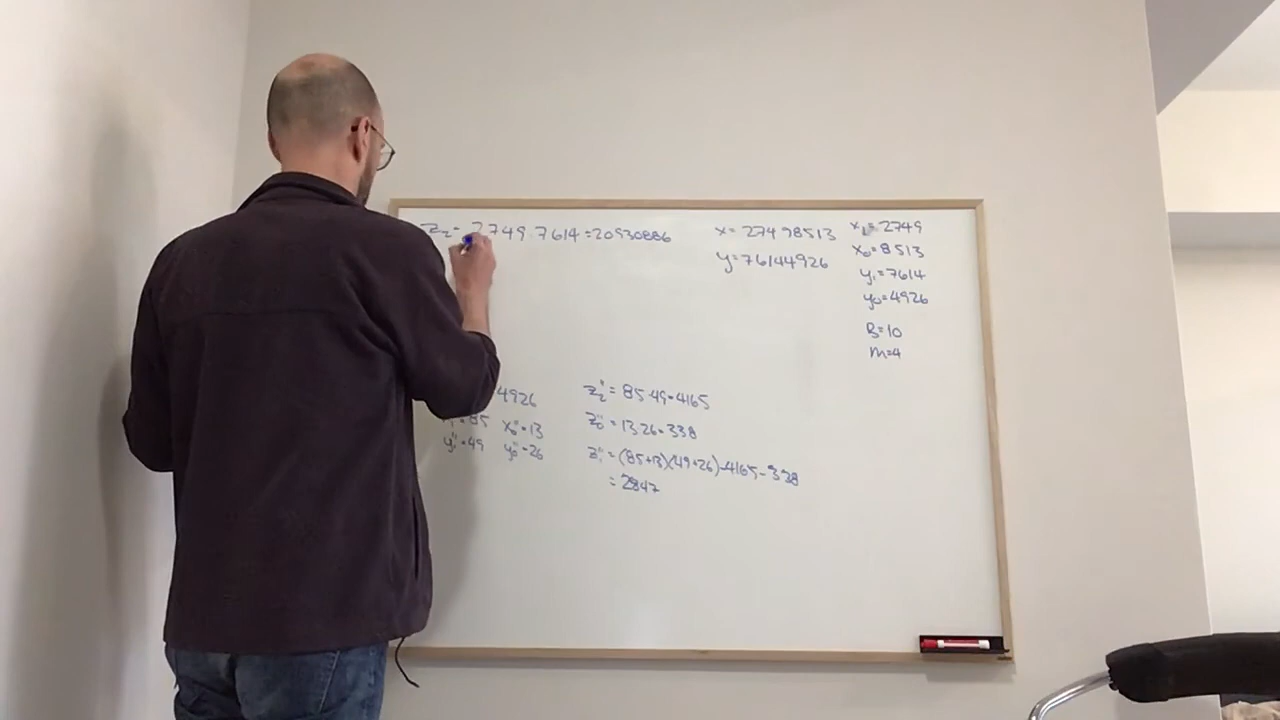 z₂= 2749·7614=20930886
x=27498513
y=76144926
x₁=2749
x₀=8513
y₁=7614
y₀=4926
B=10
m=4
4926
=85 x₀"=13
y₁"=49 y₀"=26
z₂"=85·49=4165
z₀"=13·26=338
z₁"=(85+13)(49+26)-4165-338
=2847